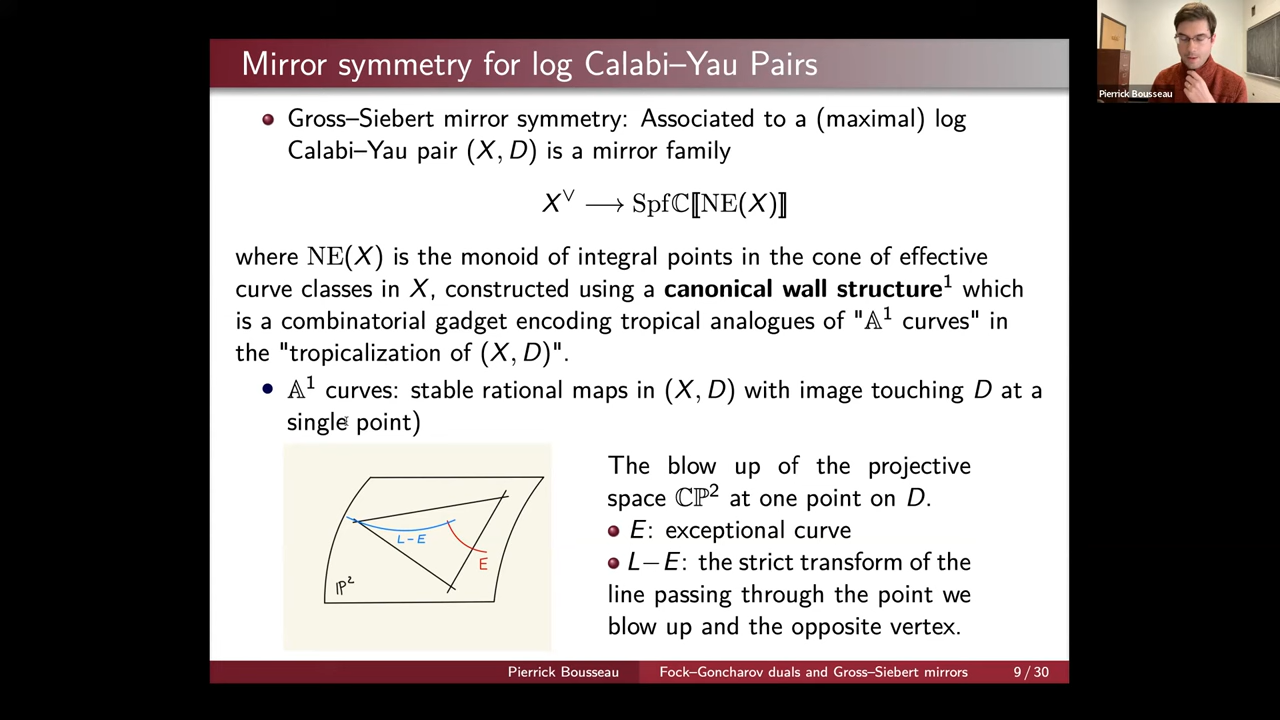 Mirror symmetry for log Calabi–Yau Pairs
Gross–Siebert mirror symmetry: Associated to a (maximal) log
Calabi–Yau pair (X, D) is a mirror family
X^∨ ⟶ Spf ℂ⟦NE(X)⟧
where NE(X) is the monoid of integral points in the cone of effective
curve classes in X, constructed using a canonical wall structure¹ which
is a combinatorial gadget encoding tropical analogues of "𝔸¹ curves" in
the "tropicalization of (X, D)".
𝔸¹ curves: stable rational maps in (X, D) with image touching D at a
single point)
L-E
E
ℙ²
The blow up of the projective
space ℂℙ² at one point on D.
E: exceptional curve
L−E: the strict transform of the
line passing through the point we
blow up and the opposite vertex.
Pierrick Bousseau
Fock–Goncharov duals and Gross–Siebert mirrors
9 / 30
Pierrick Bousseau